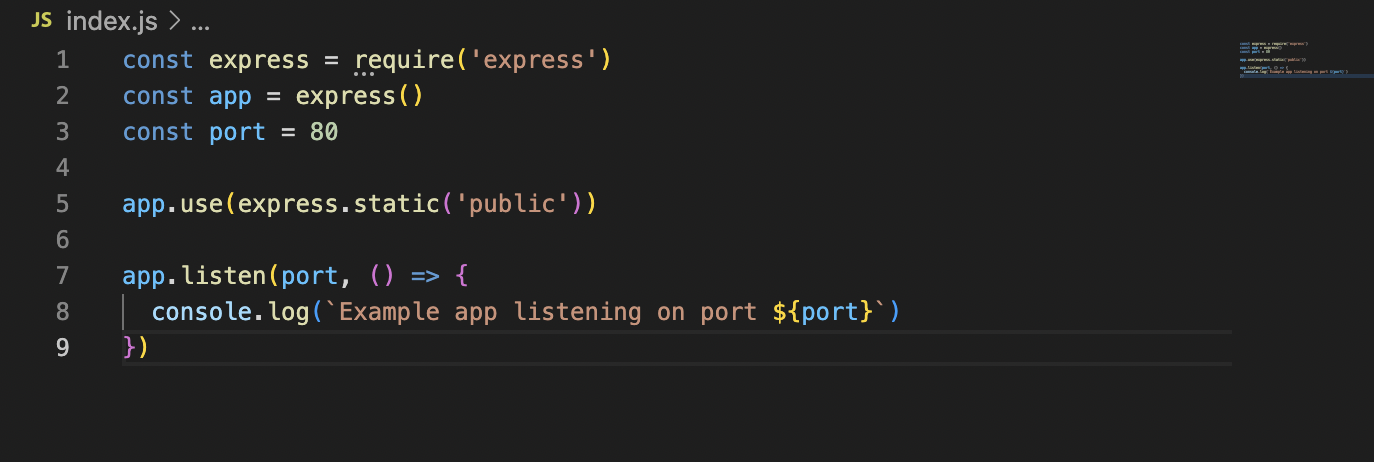 JS index.js > ...
1 const express = require('express')
2 const app = express()
3 const port = 80
4
5 app.use(express.static('public'))
6
7 app.listen(port, () => {
8   console.log(`Example app listening on port ${port}`)
9 })